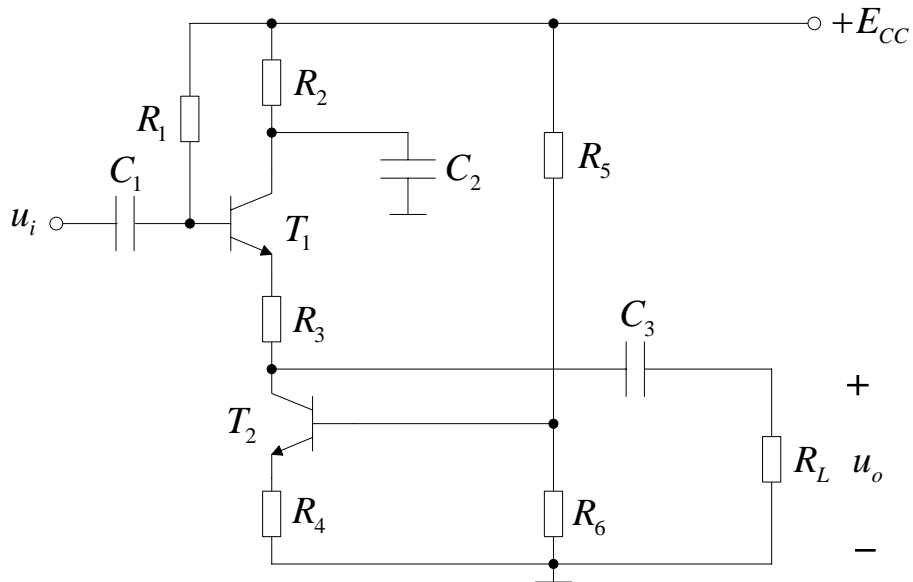 +E_CC
R_2
R_1
C_1
C_2
R_5
u_i
T_1
R_3
C_3
+
T_2
R_L
u_o
R_4
R_6
−